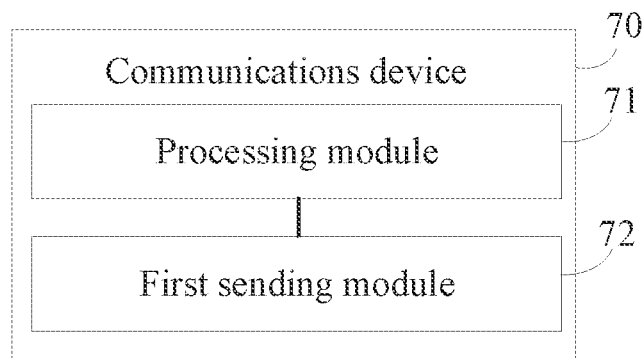 70
Communications device
71
Processing module
72
First sending module